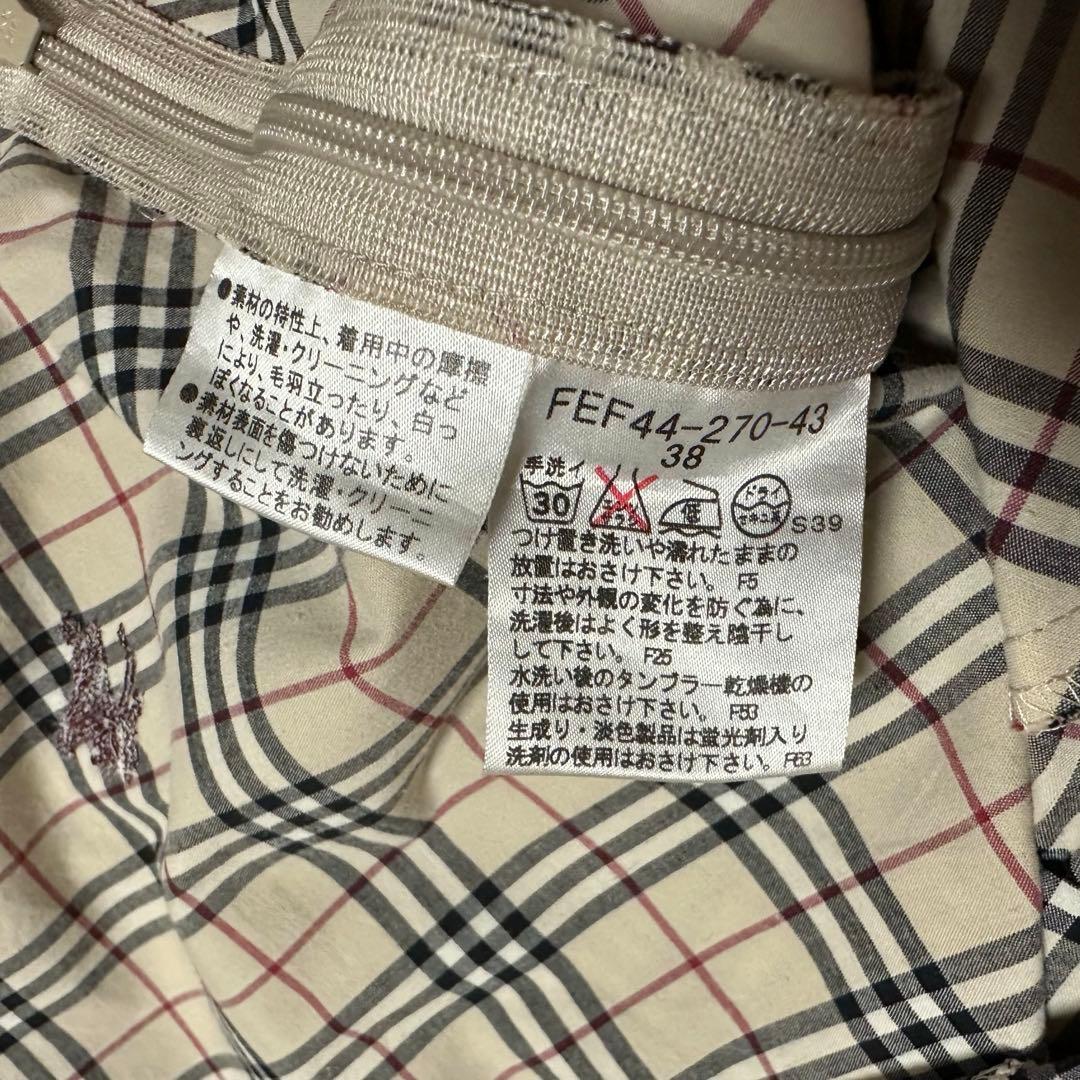 ●素材の特性上、着用中の摩擦
や、洗濯・クリーニングなど
により、毛羽立ったり、白っ
ぽくなることがあります。
●素材表面を傷つけないために
裏返しにして洗濯・クリーニ
ングすることをお勧めします。
FEF44-270-43
38
手洗イ
30
エンソ
低
ドライ
セキユ系
S39
つけ置き洗いや濡れたままの
放置はおさけ下さい。 F5
寸法や外観の変化を防ぐ為に、
洗濯後はよく形を整え陰干し
して下さい。 F25
水洗い後のタンブラー乾燥機の
使用はおさけ下さい。 F53
生成り・淡色製品は蛍光剤入り
洗剤の使用はおさけ下さい。 F63